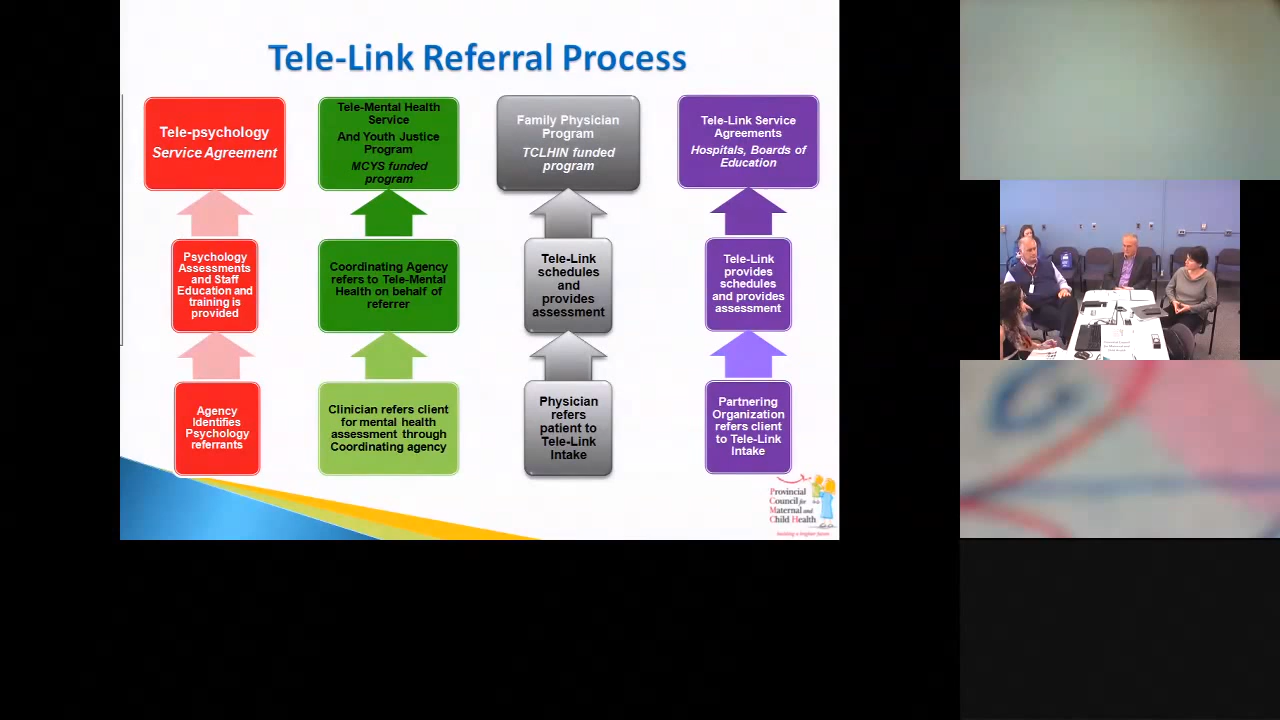 Tele-Link Referral Process
Tele-psychology
Service Agreement
Psychology
Assessments
and Staff
Education and
training is
provided
Agency
Identifies
Psychology
referrants
Tele-Mental Health
Service
And Youth Justice
Program
MCYS funded
program
Coordinating Agency
refers to Tele-Mental
Health on behalf of
referrer
Clinician refers client
for mental health
assessment through
Coordinating agency
Family Physician
Program
TCLHIN funded
program
Tele-Link
schedules
and
provides
assessment
Physician
refers
patient to
Tele-Link
Intake
Tele-Link Service
Agreements
Hospitals, Boards of
Education
Tele-Link
provides
schedules
and provides
assessment
Partnering
Organization
refers client
to Tele-Link
Intake
Provincial
Council for
Maternal and
Child Health